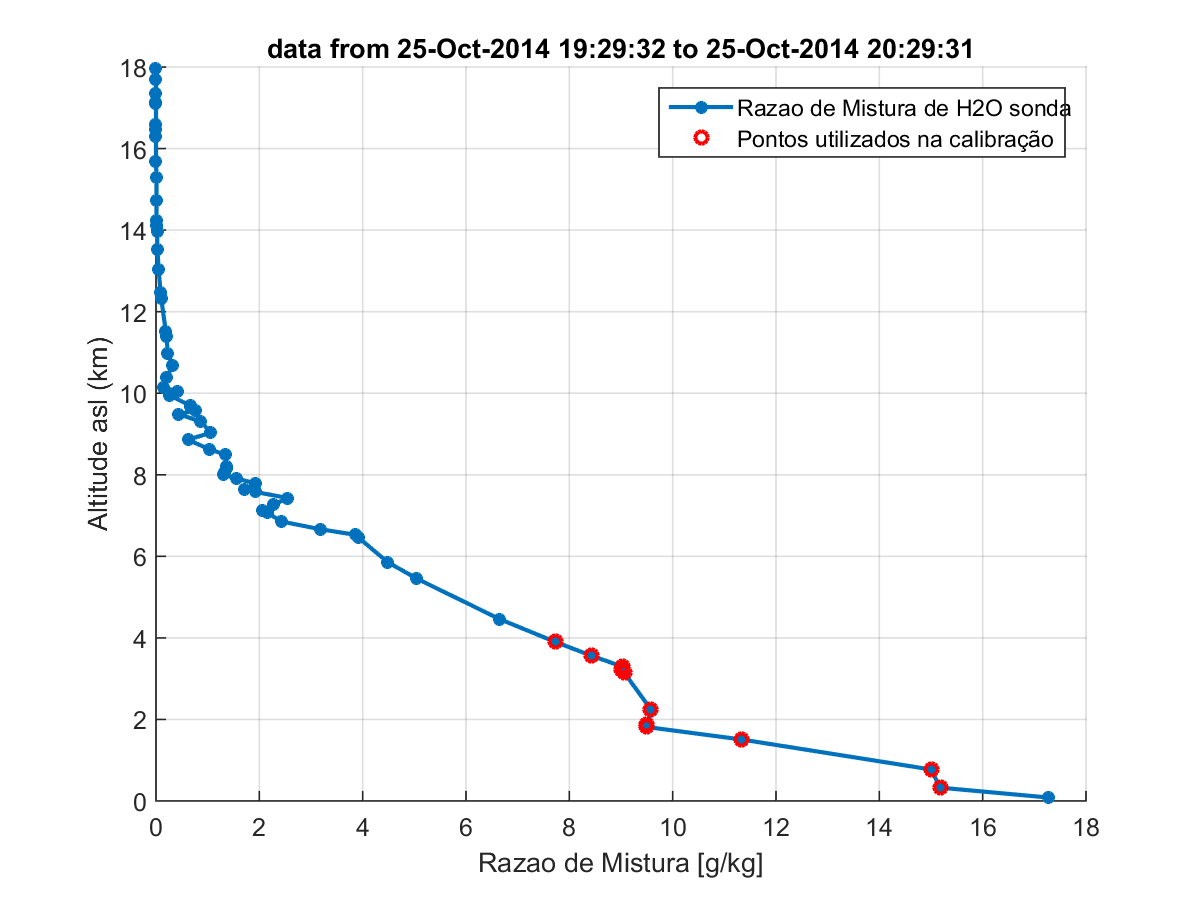 data from 25-Oct-2014 19:29:32 to 25-Oct-2014 20:29:31
Razao de Mistura de H2O sonda
Pontos utilizados na calibração
18
16
14
12
10
8
6
4
2
0
Altitude asl (km)
0 2 4 6 8 10 12 14 16 18
Razao de Mistura [g/kg]